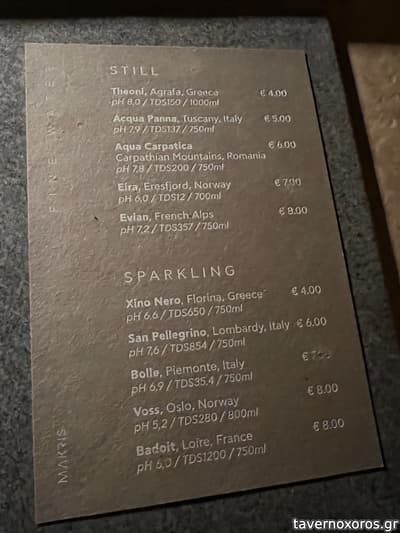 FINE WATER
STILL
Theoni, Agrafa, Greece € 4.00
pH 8,0 / TDS150 / 1000ml
Acqua Panna, Tuscany, Italy € 5.00
pH 7,9 / TDS137 / 750ml
Aqua Carpatica € 6.00
Carpathian Mountains, Romania
pH 7,8 / TDS200 / 750ml
Eira, Eresfjord, Norway € 7.00
pH 6,0 / TDS12 / 700ml
Evian, French Alps € 8.00
pH 7,2 / TDS357 / 750ml
SPARKLING
Xino Nero, Florina, Greece € 4.00
pH 6,6 / TDS650 / 750ml
San Pellegrino, Lombardy, Italy € 6.00
pH 7,6 / TDS854 / 750ml
Bolle, Piemonte, Italy €
pH 6,9 / TDS35.4 / 750ml
Voss, Oslo, Norway € 8.00
pH 5,2 / TDS280 / 800ml
Badoit, Loire, France € 8.00
pH 6,0 / TDS1200 / 750ml
MAKRIS
tavernoxoros.gr